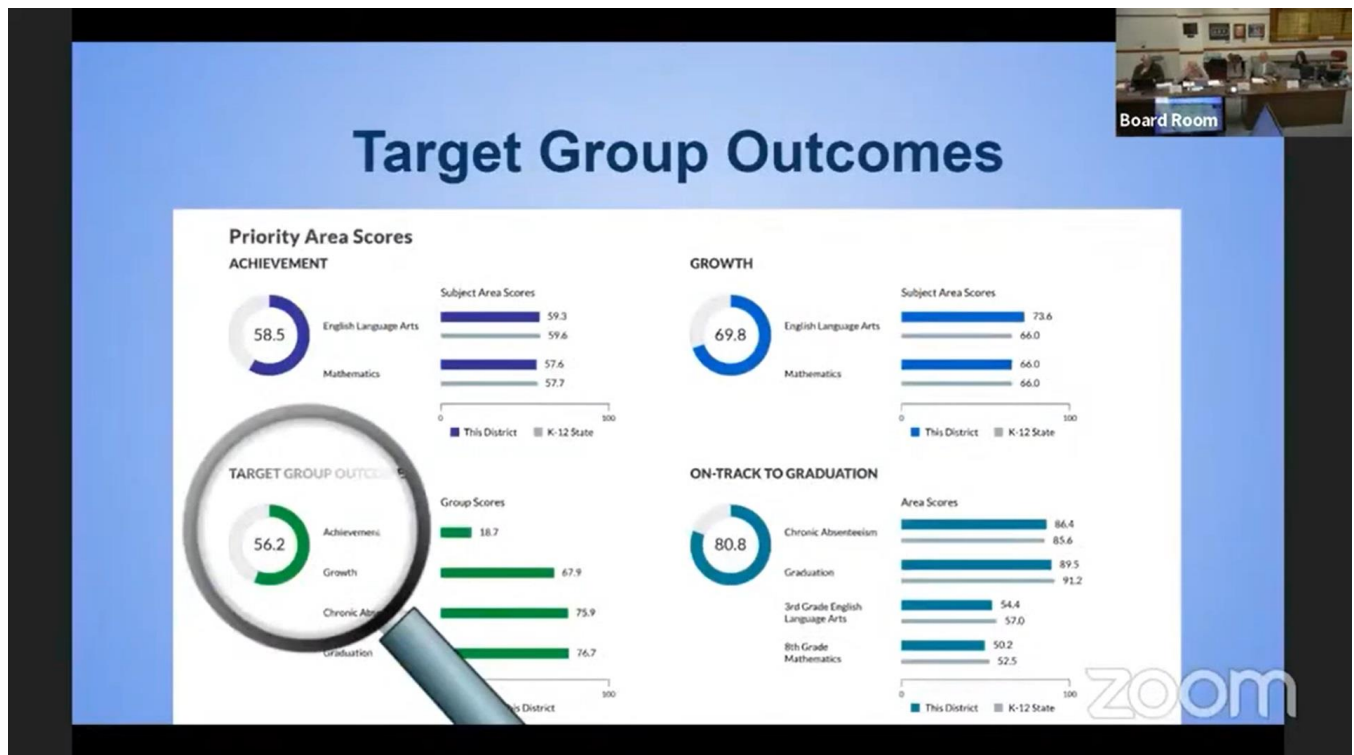 Board Room
Target Group Outcomes
Priority Area Scores
ACHIEVEMENT
58.5
Subject Area Scores
English Language Arts
59.3
59.6
Mathematics
57.6
57.7
0 100
This District K-12 State
GROWTH
69.8
Subject Area Scores
English Language Arts
73.6
66.0
Mathematics
66.0
66.0
0 100
This District K-12 State
TARGET GROUP
56.2
Group Scores
Achievement
18.7
Growth
67.9
Chronic
75.9
Graduation
76.7
100
District
ON-TRACK TO GRADUATION
80.8
Area Scores
Chronic Absenteeism
86.4
85.6
Graduation
89.5
91.2
3rd Grade English
Language Arts
54.4
57.0
8th Grade
Mathematics
50.2
52.5
0 100
This District K-12 State
zoom